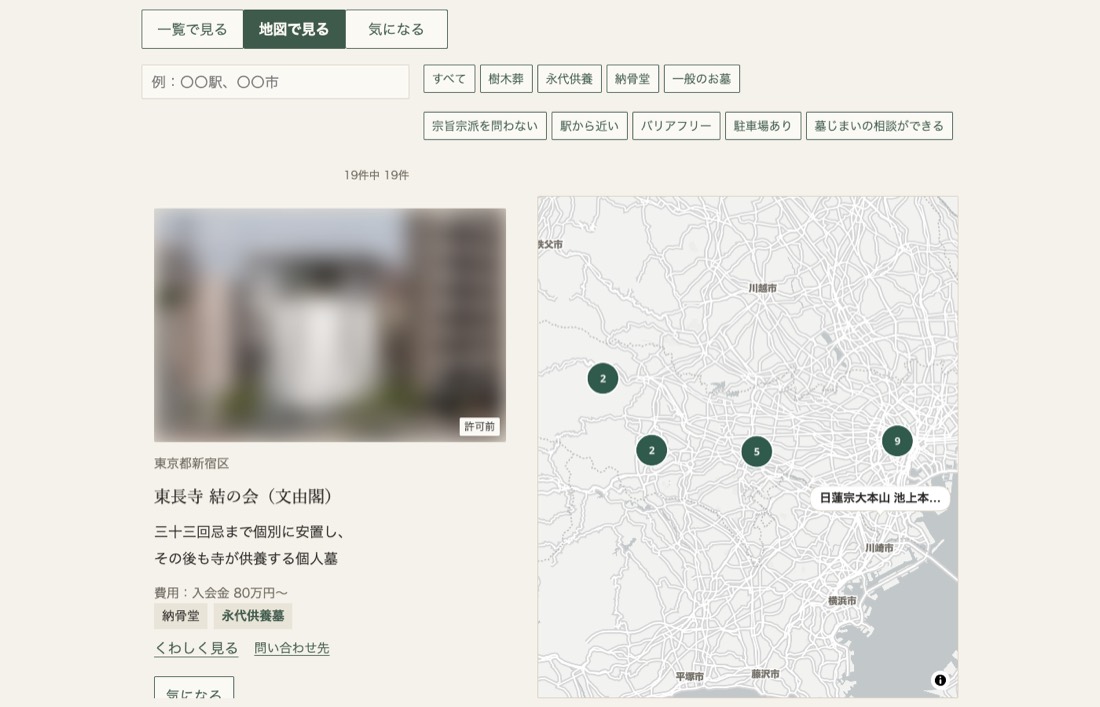 一覧で見る 地図で見る 気になる
例：〇〇駅、〇〇市
すべて 樹木葬 永代供養 納骨堂 一般のお墓
宗旨宗派を問わない 駅から近い バリアフリー 駐車場あり 墓じまいの相談ができる
19件中 19件
許可前
東京都新宿区
東長寺 結の会（文由閣）
三十三回忌まで個別に安置し、
その後も寺が供養する個人墓
費用：入会金 80万円〜
納骨堂 永代供養墓
くわしく見る 問い合わせ先
気になる
秩父市
川越市
2
2
5
9
日蓮宗大本山 池上本…
川崎市
横浜市
平塚市
藤沢市